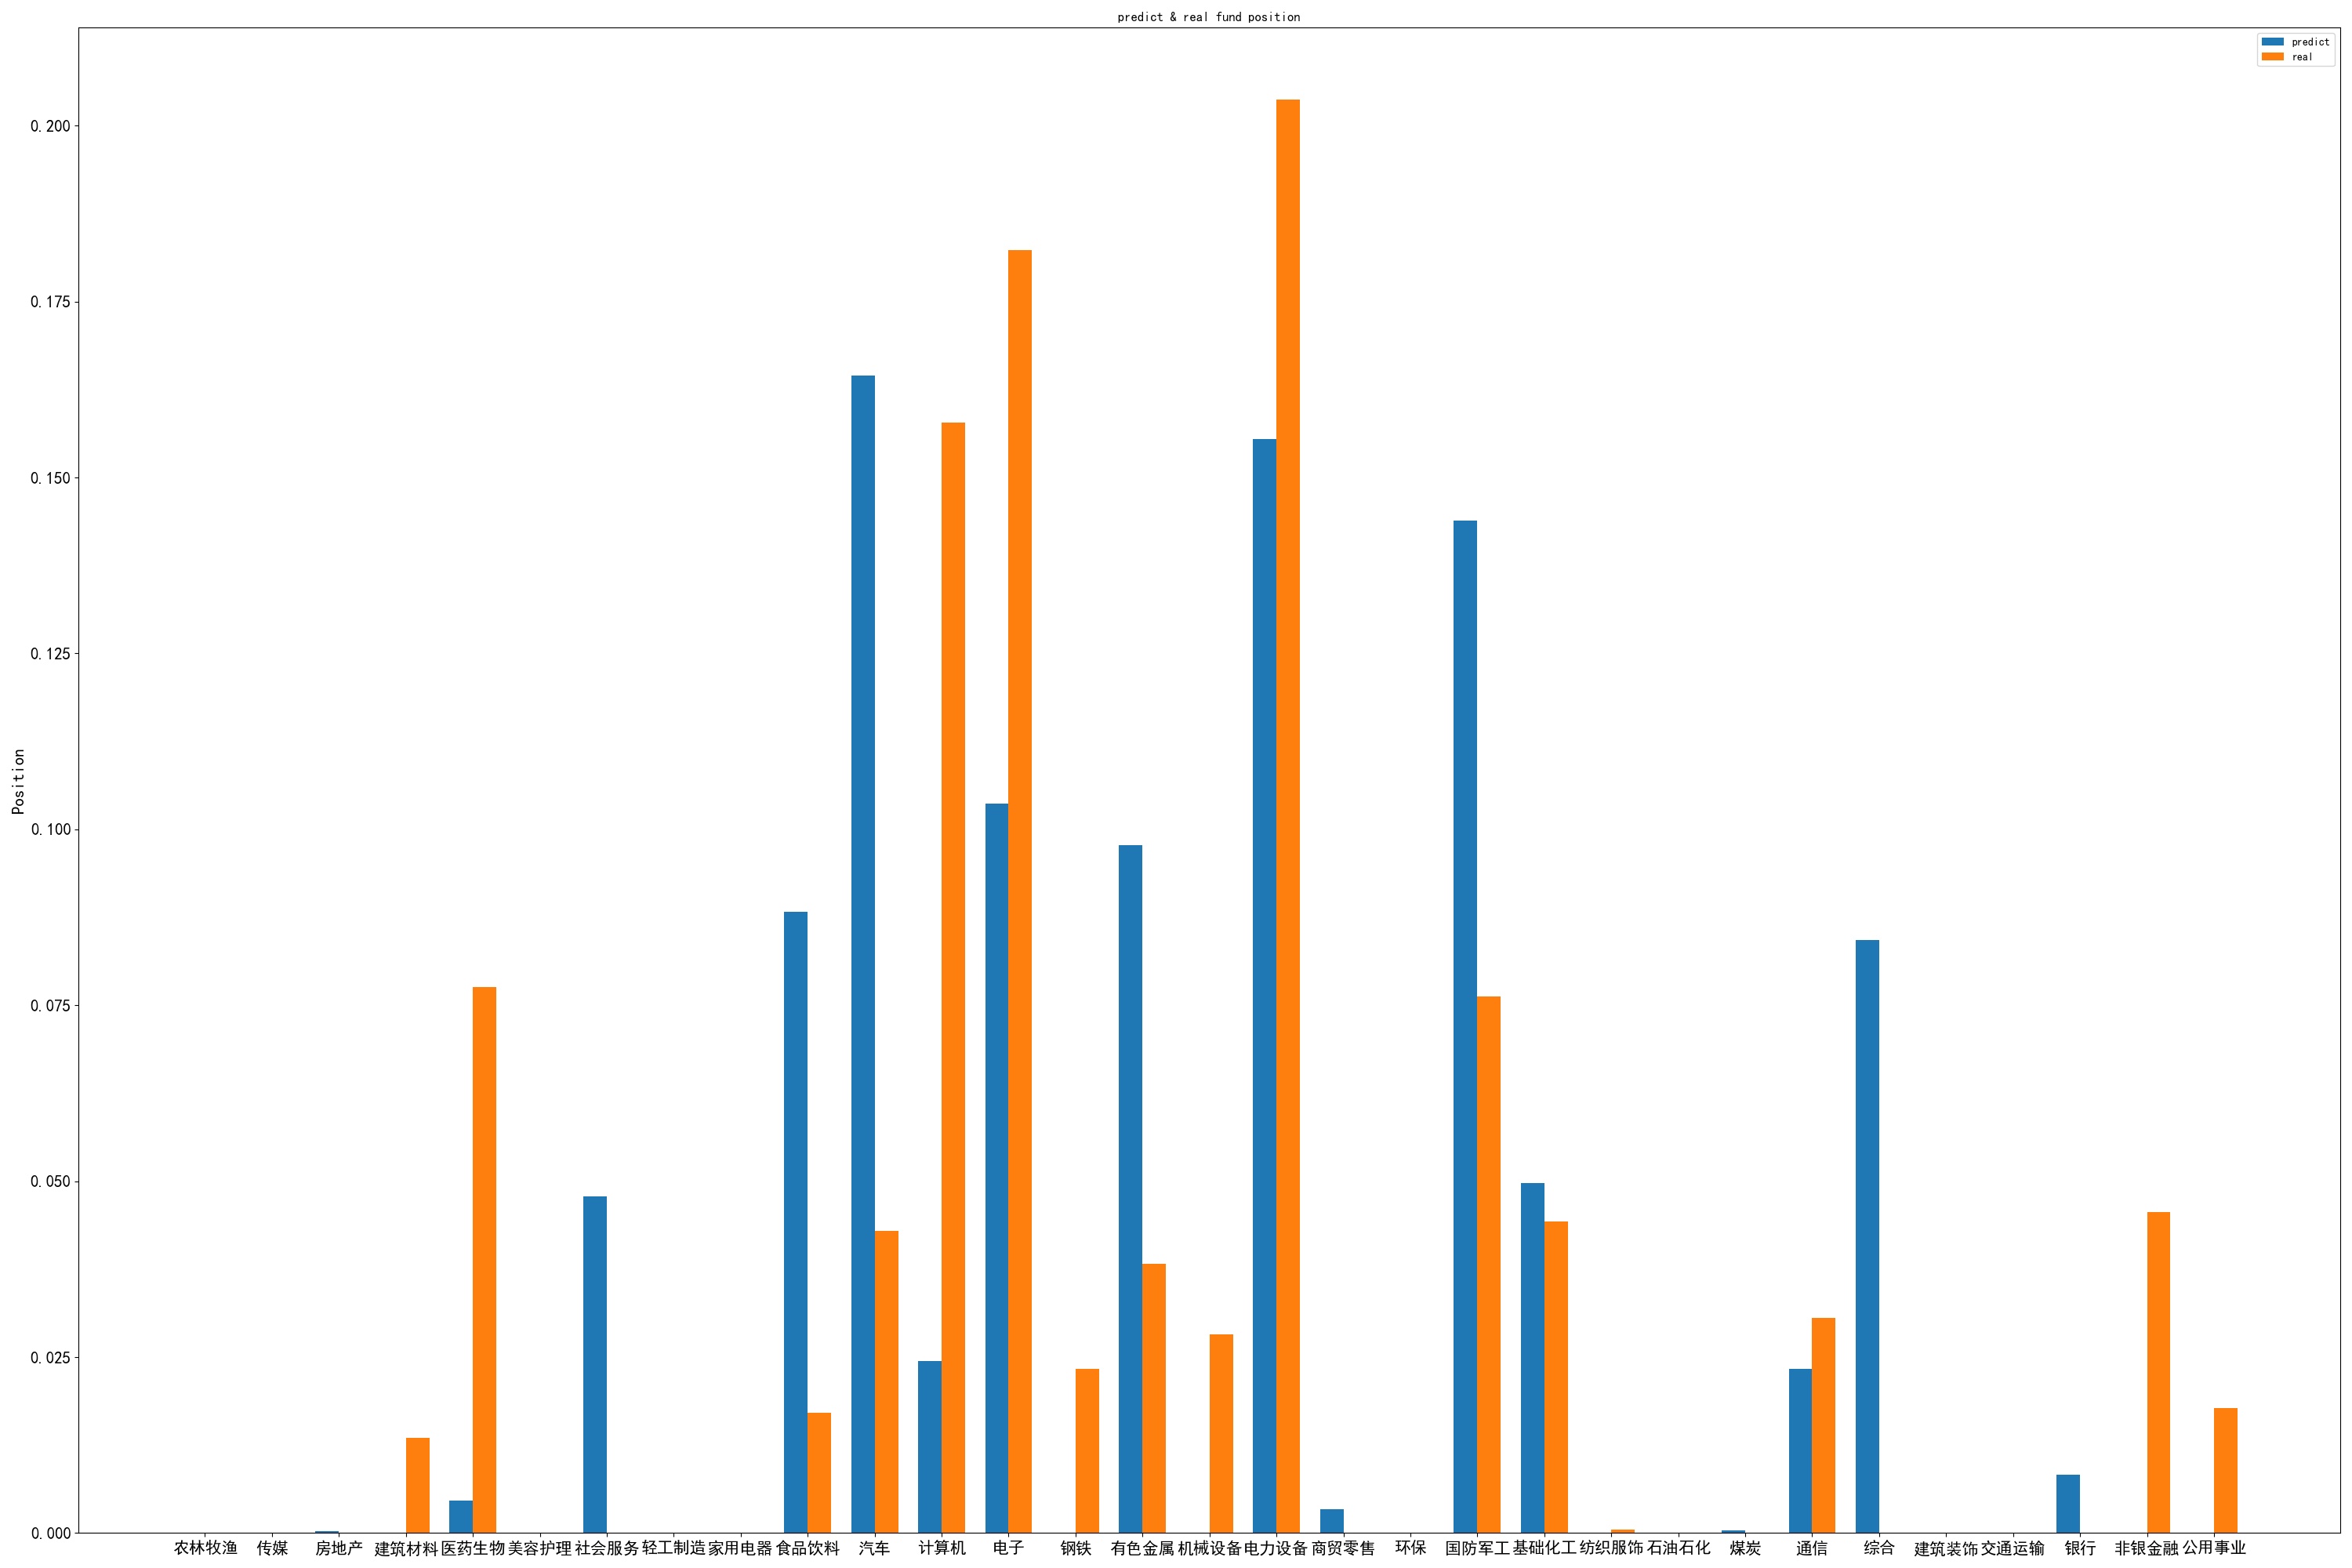 predict & real fund position
predict
real
0.200
0.175
0.150
0.125
0.100
0.075
0.050
0.025
0.000
Position
农林牧渔 传媒 房地产 建筑材料 医药生物 美容护理 社会服务 轻工制造 家用电器 食品饮料 汽车 计算机 电子 钢铁 有色金属 机械设备 电力设备 商贸零售 环保 国防军工 基础化工 纺织服饰 石油石化 煤炭 通信 综合 建筑装饰 交通运输 银行 非银金融 公用事业